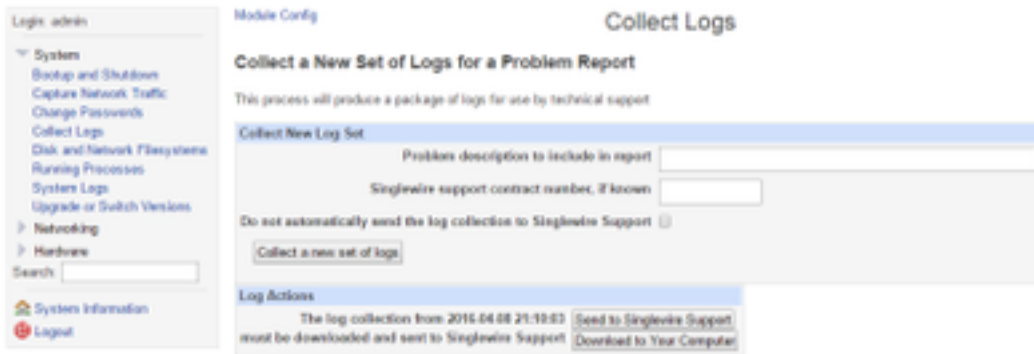 Login: admin
System
Bootup and Shutdown
Capture Network Traffic
Change Passwords
Collect Logs
Disk and Network Filesystems
Running Processes
System Logs
Upgrade or Switch Versions
Networking
Hardware
Search:
System Information
Logout
Module Config
Collect Logs
Collect a New Set of Logs for a Problem Report
This process will produce a package of logs for use by technical support
Collect New Log Set
Problem description to include in report
Singlewire support contract number, if known
Do not automatically send the log collection to Singlewire Support
Collect a new set of logs
Log Actions
The log collection from 2016-04-08 21:10:03 Send to Singlewire Support
must be downloaded and sent to Singlewire Support Download to Your Computer